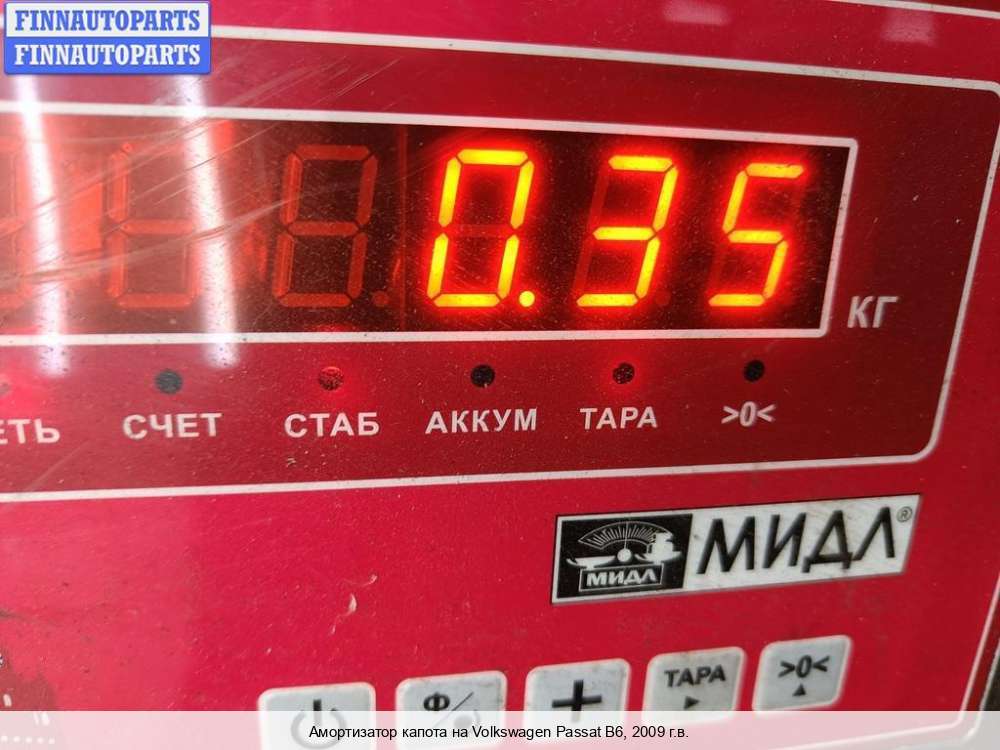 FINNAUTOPARTS
FINNAUTOPARTS
0.35
КГ
ЕТЬ СЧЕТ СТАБ АККУМ ТАРА >0<
МИДЛ МИДЛ®
Ф + ТАРА >0<
Амортизатор капота на Volkswagen Passat B6, 2009 г.в.